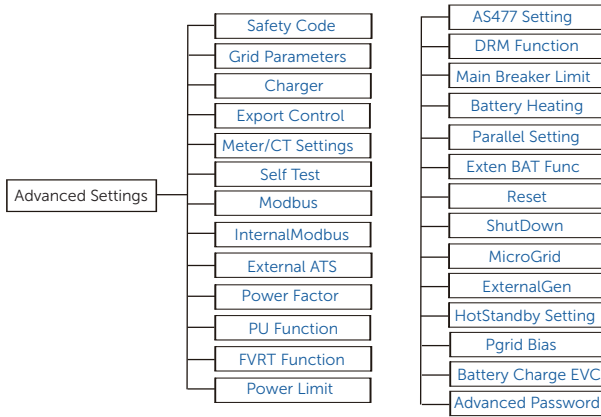 Advanced Settings
Safety Code
Grid Parameters
Charger
Export Control
Meter/CT Settings
Self Test
Modbus
InternalModbus
External ATS
Power Factor
PU Function
FVRT Function
Power Limit
AS477 Setting
DRM Function
Main Breaker Limit
Battery Heating
Parallel Setting
Exten BAT Func
Reset
ShutDown
MicroGrid
ExternalGen
HotStandby Setting
Pgrid Bias
Battery Charge EVC
Advanced Password